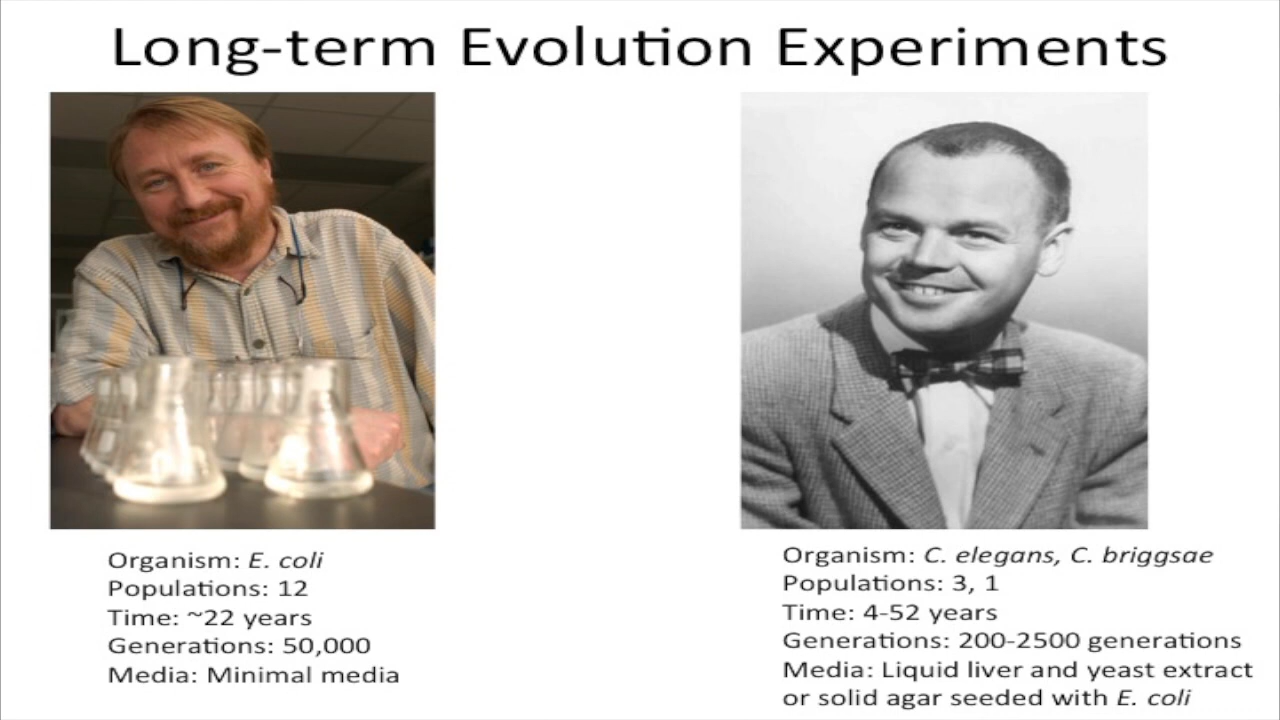 Long-term Evolution Experiments
Organism: E. coli
Populations: 12
Time: ~22 years
Generations: 50,000
Media: Minimal media
Organism: C. elegans, C. briggsae
Populations: 3, 1
Time: 4-52 years
Generations: 200-2500 generations
Media: Liquid liver and yeast extract
or solid agar seeded with E. coli